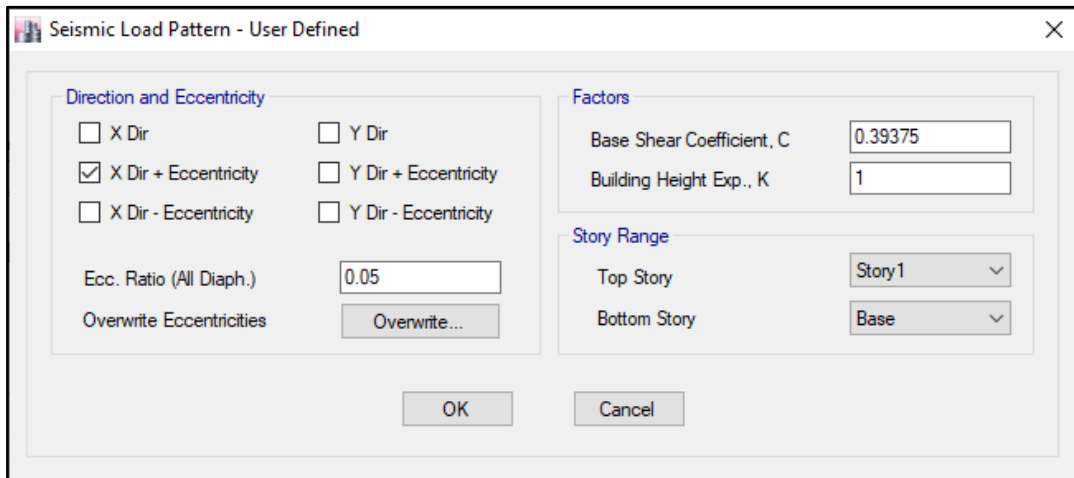 Seismic Load Pattern - User Defined
Direction and Eccentricity
X Dir
Y Dir
X Dir + Eccentricity
Y Dir + Eccentricity
X Dir - Eccentricity
Y Dir - Eccentricity
Ecc. Ratio (All Diaph.)
0.05
Overwrite Eccentricities
Overwrite...
Factors
Base Shear Coefficient, C
0.39375
Building Height Exp., K
1
Story Range
Top Story
Story1
Bottom Story
Base
OK
Cancel